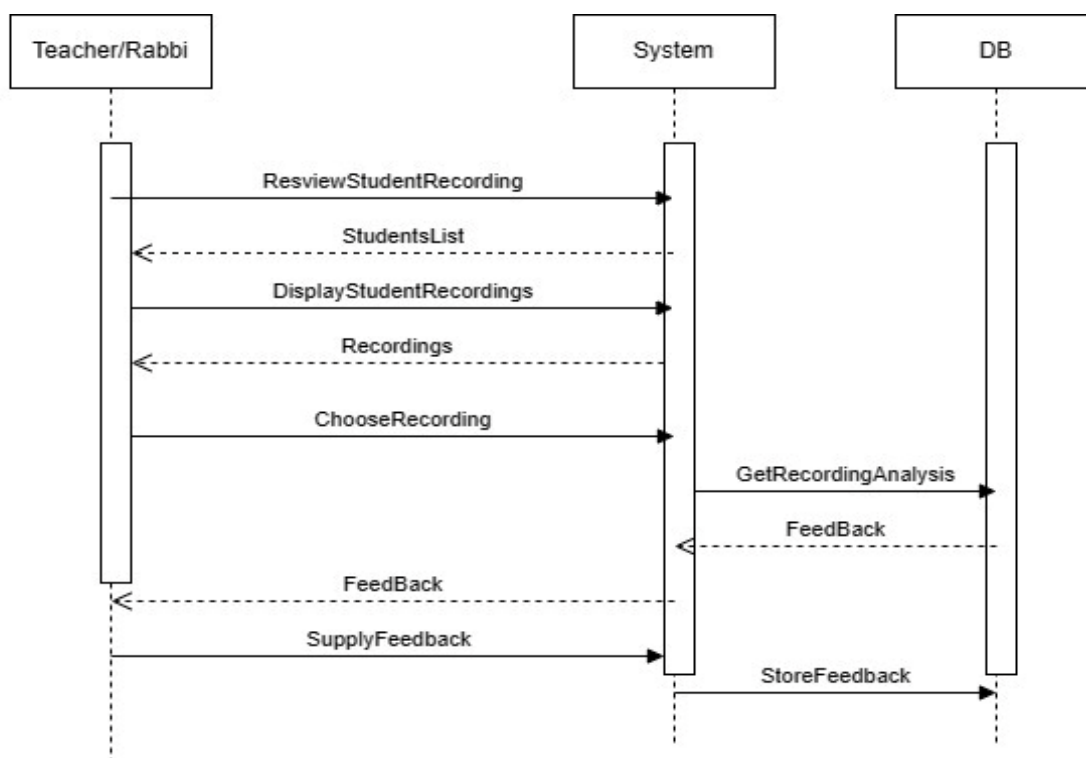 Teacher/Rabbi
System
DB
ResviewStudentRecording
StudentsList
DisplayStudentRecordings
Recordings
ChooseRecording
GetRecordingAnalysis
FeedBack
FeedBack
SupplyFeedback
StoreFeedback